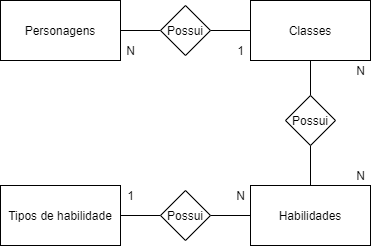 Personagens
Possui
Classes
N
1
N
Possui
N
1
N
Tipos de habilidade
Possui
Habilidades